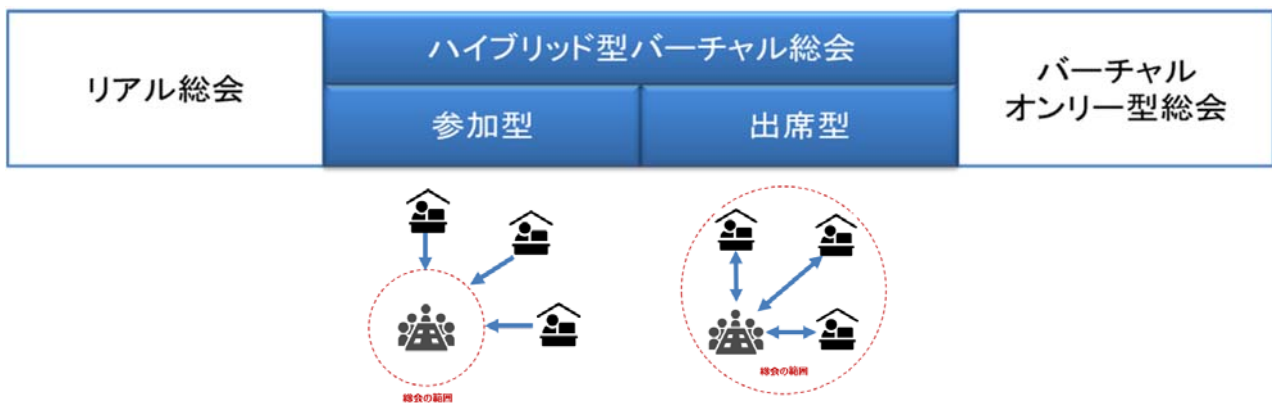 リアル総会
ハイブリッド型バーチャル総会
参加型
出席型
バーチャル
オンリー型総会
総会の範囲
総会の範囲